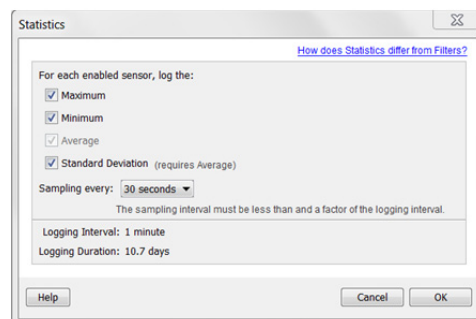 Statistics
How does Statistics differ from Filters?
For each enabled sensor, log the:
Maximum
Minimum
Average
Standard Deviation (requires Average)
Sampling every: 30 seconds
The sampling interval must be less than and a factor of the logging interval.
Logging Interval: 1 minute
Logging Duration: 10.7 days
Help Cancel OK